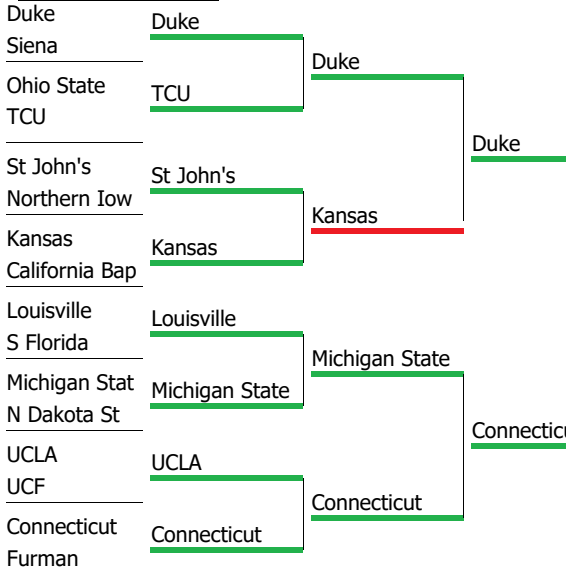 Duke
Siena
Ohio State
TCU
St John's
Northern Iow
Kansas
California Bap
Louisville
S Florida
Michigan Stat
N Dakota St
UCLA
UCF
Connecticut
Furman
Duke
TCU
St John's
Kansas
Louisville
Michigan State
UCLA
Connecticut
Duke
Kansas
Michigan State
Connecticut
Duke
Connecticu